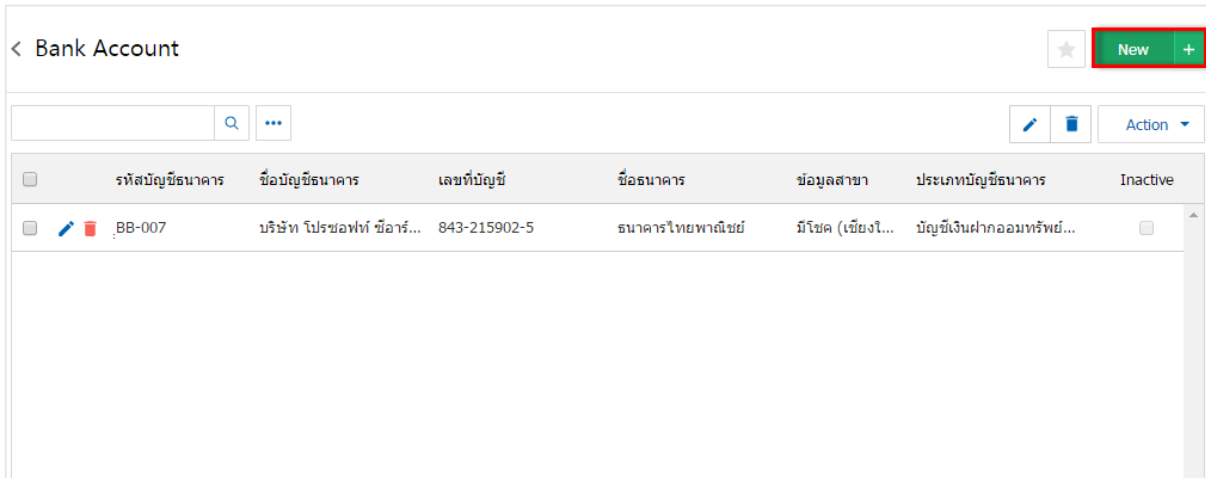 < Bank Account
New +
Action
รหัสบัญชีธนาคาร ชื่อบัญชีธนาคาร เลขที่บัญชี ชื่อธนาคาร ข้อมูลสาขา ประเภทบัญชีธนาคาร Inactive
BB-007 บริษัท โปรซอฟท์ ซีอาร์... 843-215902-5 ธนาคารไทยพาณิชย์ มีโชค (เชียงใ... บัญชีเงินฝากออมทรัพย์...